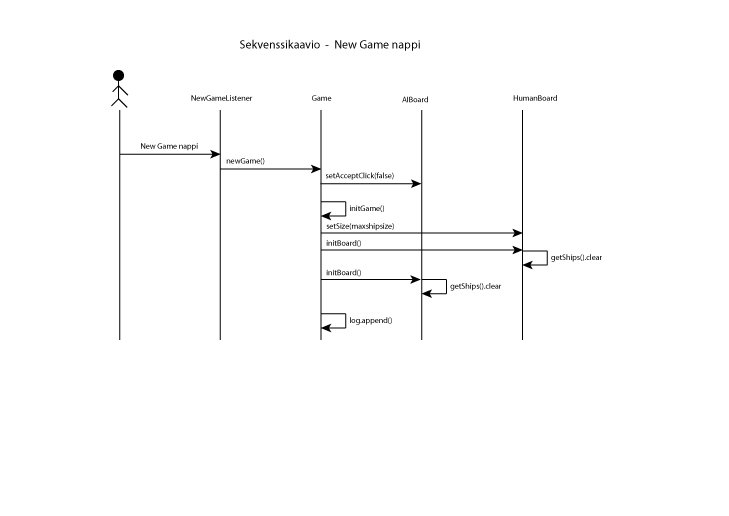 Sekvenssikaavio - New Game nappi
NewGameListener
Game
AIBoard
HumanBoard
New Game nappi
newGame()
setAcceptClick(false)
initGame()
setSize(maxshipsize)
initBoard()
getShips().clear
initBoard()
getShips().clear
log.append()